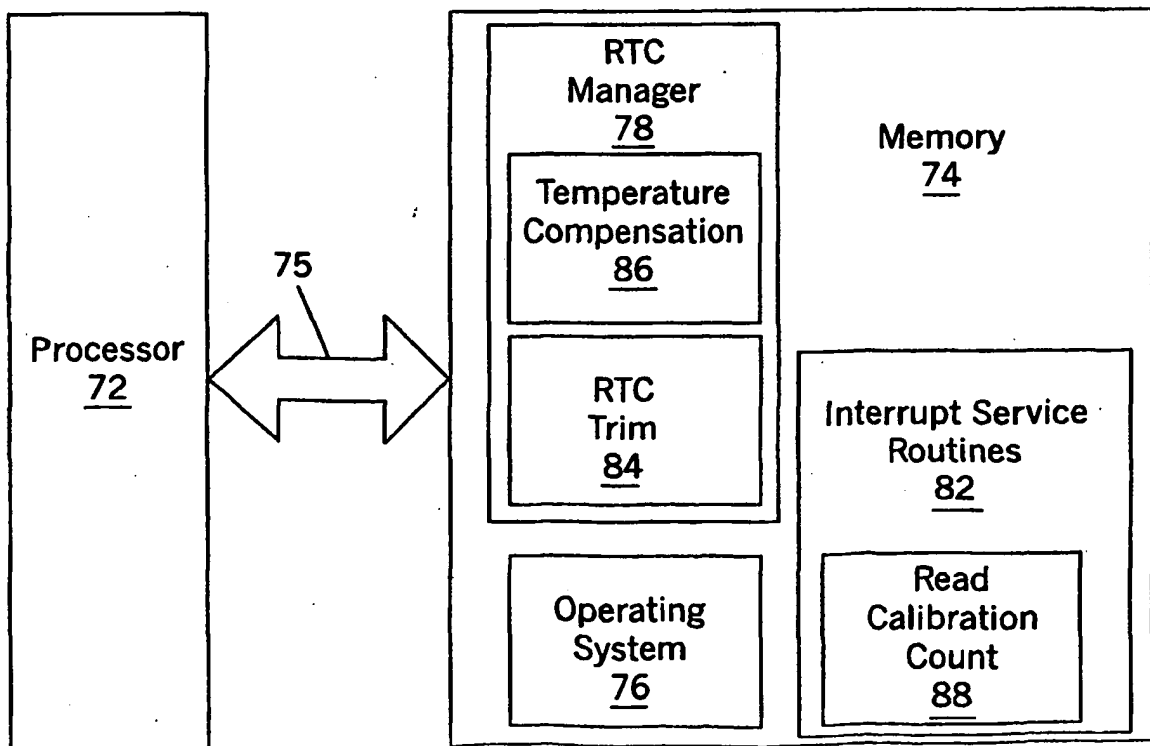 Processor
72
75
RTC
Manager
78
Temperature
Compensation
86
RTC
Trim
84
Operating
System
76
Memory
74
Interrupt Service
Routines
82
Read
Calibration
Count
88